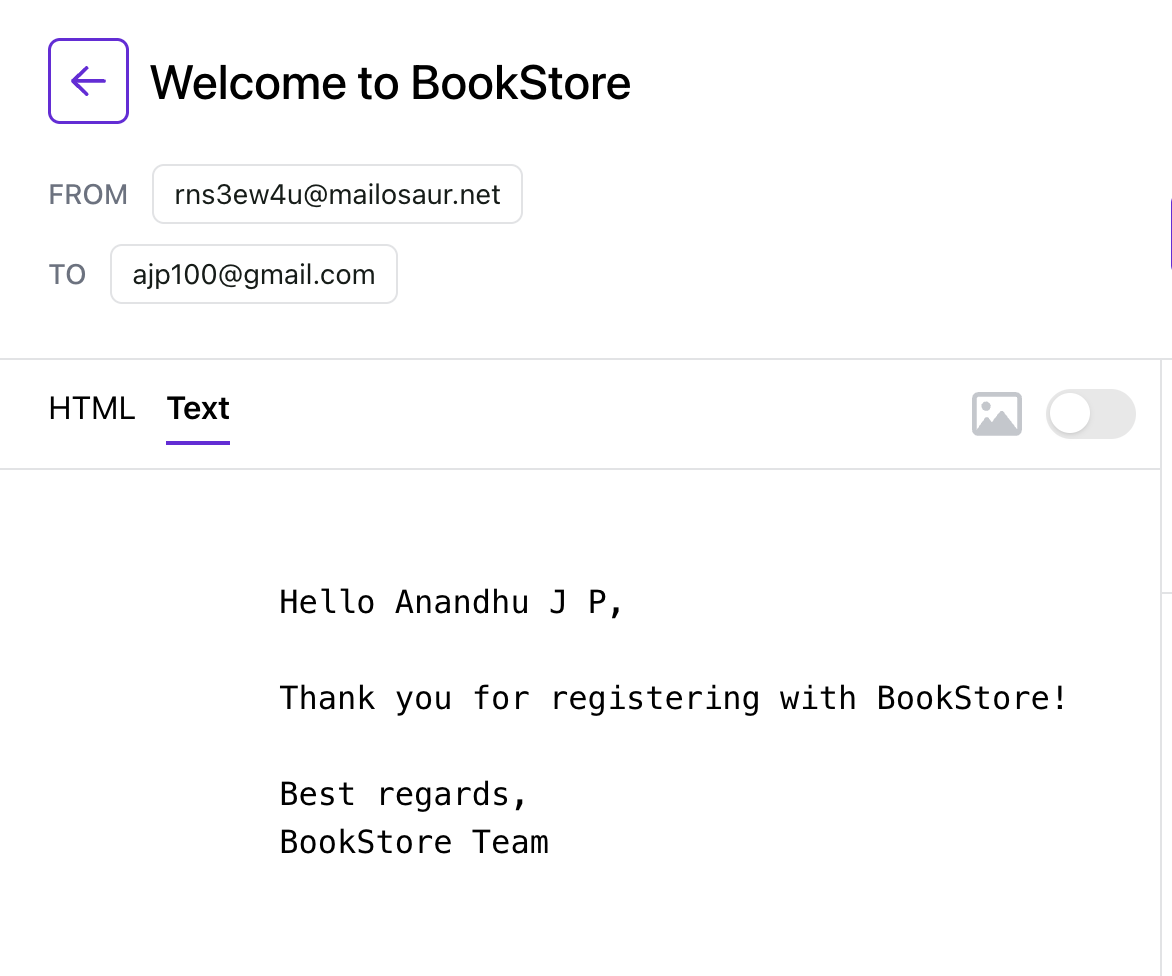 Welcome to BookStore
FROM rns3ew4u@mailosaur.net
TO ajp100@gmail.com
HTML Text
Hello Anandhu J P,
Thank you for registering with BookStore!
Best regards,
BookStore Team